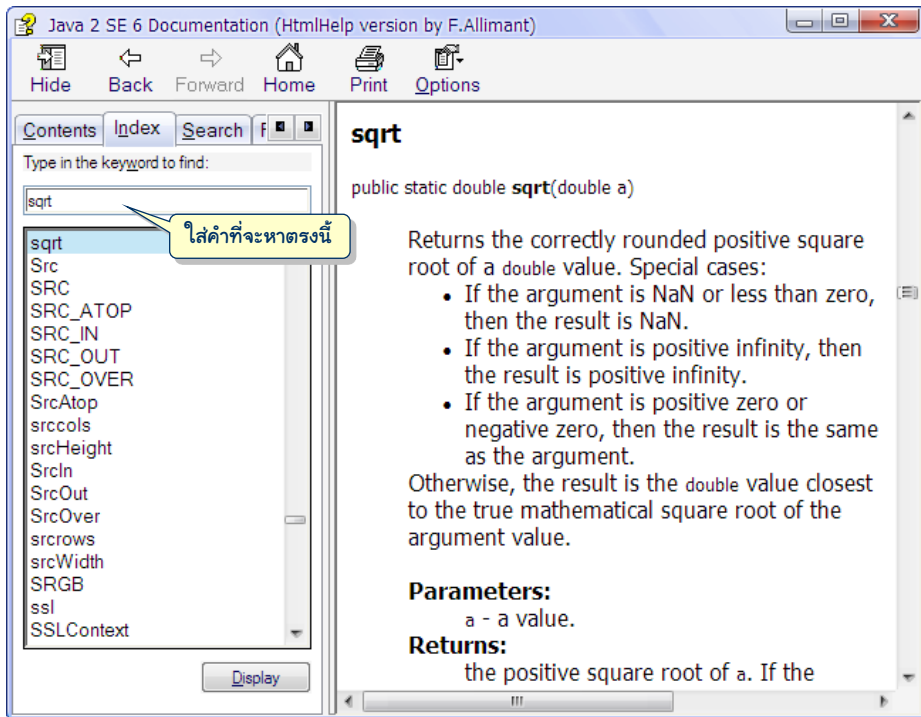 Java 2 SE 6 Documentation (HtmlHelp version by F.Allimant)
Hide Back Forward Home Print Options
Contents Index Search F
Type in the keyword to find:
sqrt
ใส่คำที่จะหาตรงนี้
sqrt
Src
SRC
SRC_ATOP
SRC_IN
SRC_OUT
SRC_OVER
SrcAtop
srccols
srcHeight
SrcIn
SrcOut
SrcOver
srcrows
srcWidth
SRGB
ssl
SSLContext
Display
sqrt
public static double sqrt(double a)
Returns the correctly rounded positive square
root of a double value. Special cases:
• If the argument is NaN or less than zero,
then the result is NaN.
• If the argument is positive infinity, then
the result is positive infinity.
• If the argument is positive zero or
negative zero, then the result is the same
as the argument.
Otherwise, the result is the double value closest
to the true mathematical square root of the
argument value.
Parameters:
a - a value.
Returns:
the positive square root of a. If the